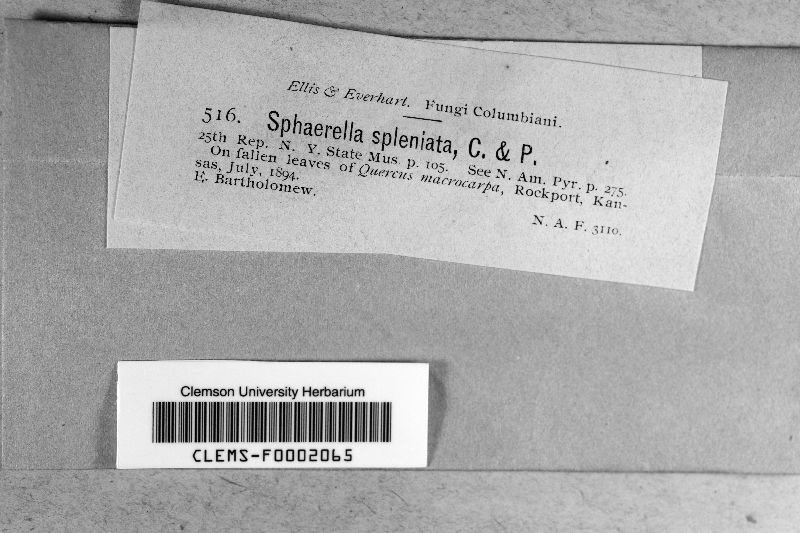 Ellis & Everhart. Fungi Columbiani.
516. Sphaerella spleniata, C. & P.
25th Rep. N. Y. State Mus. p. 105. See N. Am. Pyr. p. 275.
On fallen leaves of Quercus macrocarpa, Rockport, Kan-
sas, July, 1894.
E. Bartholomew.
N. A. F. 3110.
Clemson University Herbarium
CLEMS-F0002065